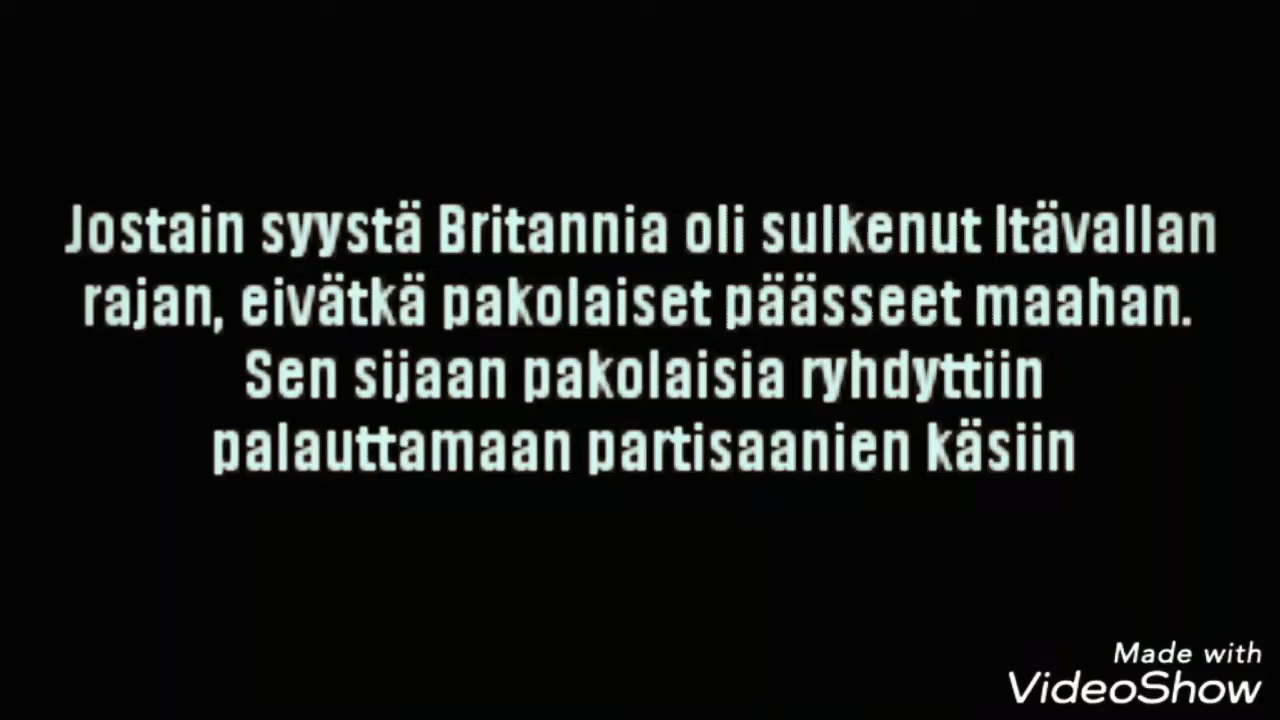 Jostain syystä Britannia oli sulkenut Itävallan
rajan, eivätkä pakolaiset päässeet maahan.
Sen sijaan pakolaisia ryhdyttiin
palauttamaan partisaanien käsiin
Made with
VideoShow